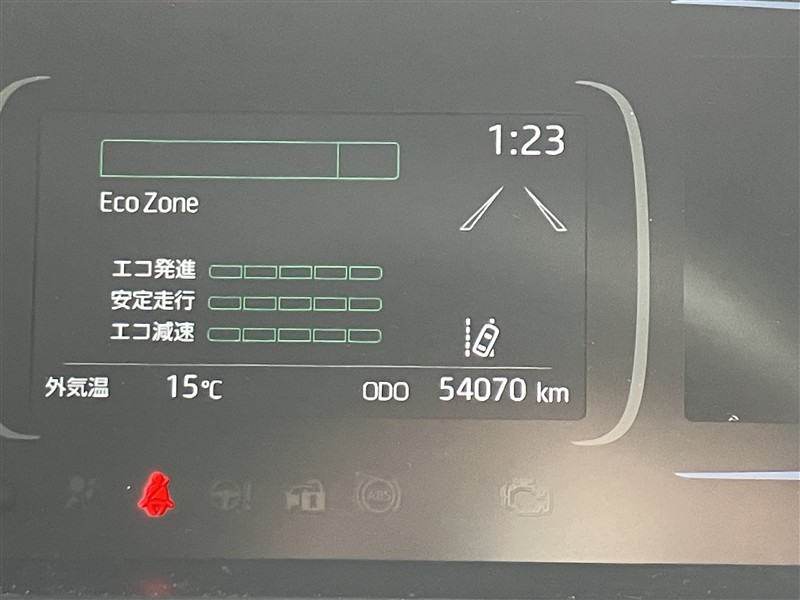 1:23
Eco Zone
エコ発進
安定走行
エコ減速
外気温 15℃ ODO 54070 km
ABS